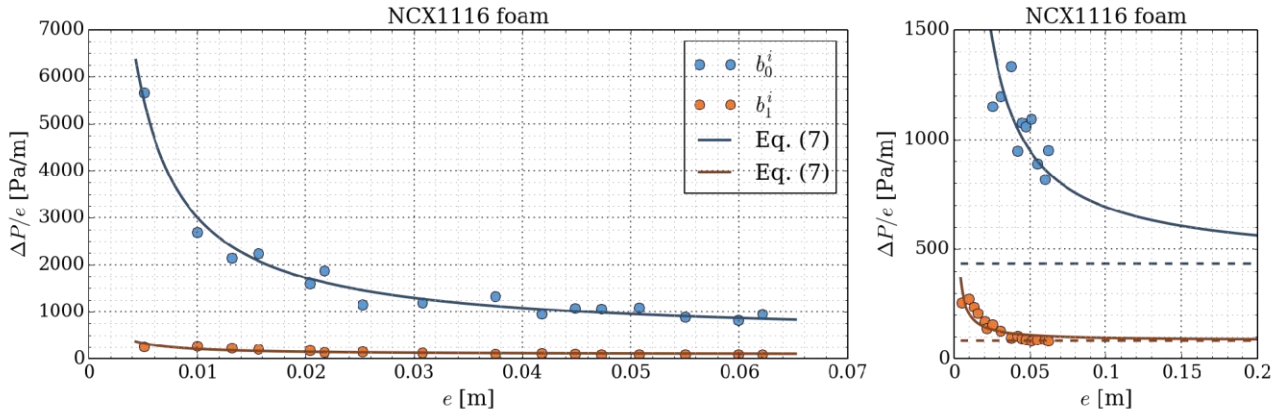 NCX1116 foam
7000
6000
5000
4000
3000
2000
1000
0
ΔP/e [Pa/m]
0 0.01 0.02 0.03 0.04 0.05 0.06 0.07
e [m]
b₀ⁱ
b₁ⁱ
Eq. (7)
Eq. (7)
NCX1116 foam
1500
1000
500
0
ΔP/e [Pa/m]
0 0.05 0.1 0.15 0.2
e [m]